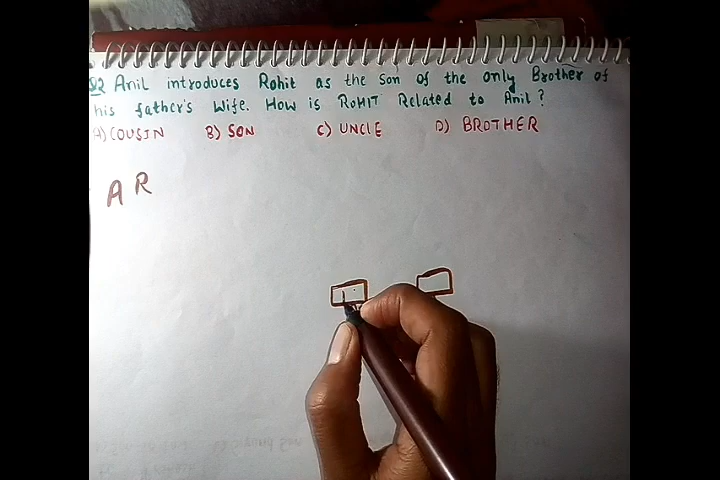 Q2 Anil introduces Rohit as the Son of the only Brother of
his father's Wife. How is ROHIT Related to Anil?
A) COUSIN B) SON C) UNCLE D) BROTHER
A R